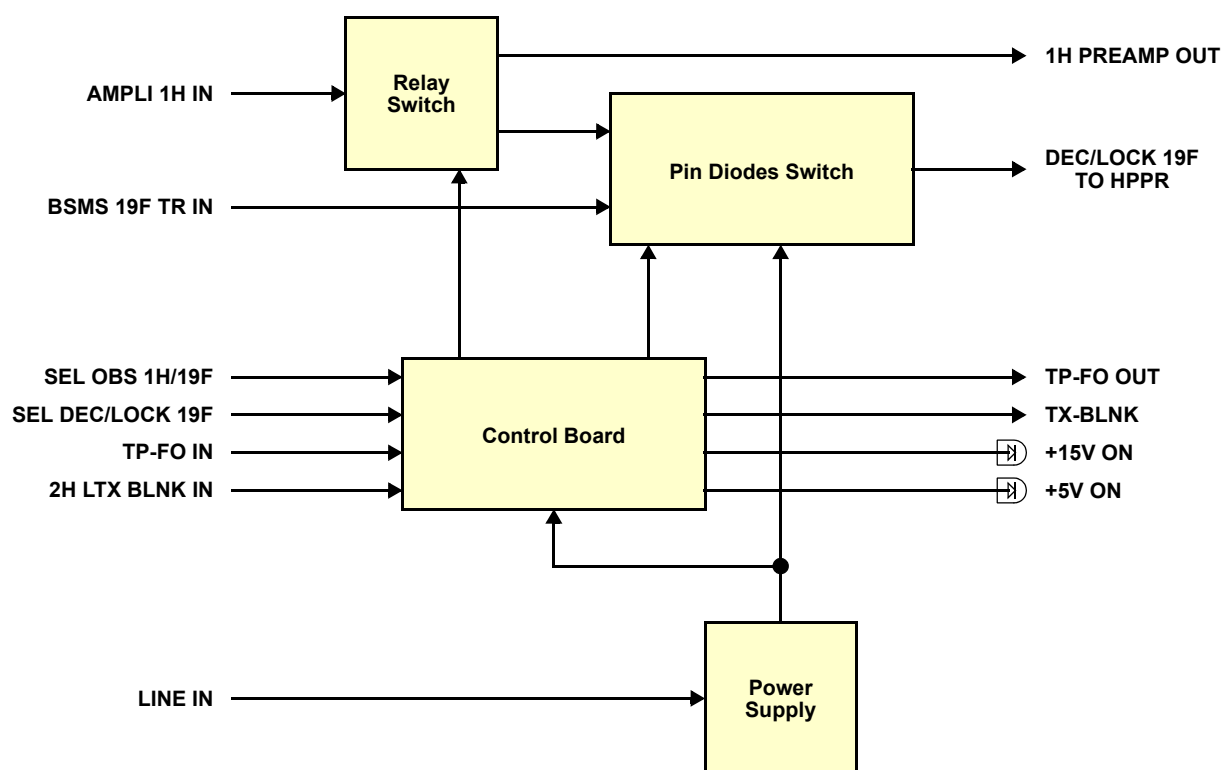 1H PREAMP OUT
AMPLI 1H IN
Relay
Switch
Pin Diodes Switch
DEC/LOCK 19F
TO HPPR
BSMS 19F TR IN
SEL OBS 1H/19F
SEL DEC/LOCK 19F
TP-FO IN
2H LTX BLNK IN
Control Board
TP-FO OUT
TX-BLNK
+15V ON
+5V ON
LINE IN
Power
Supply